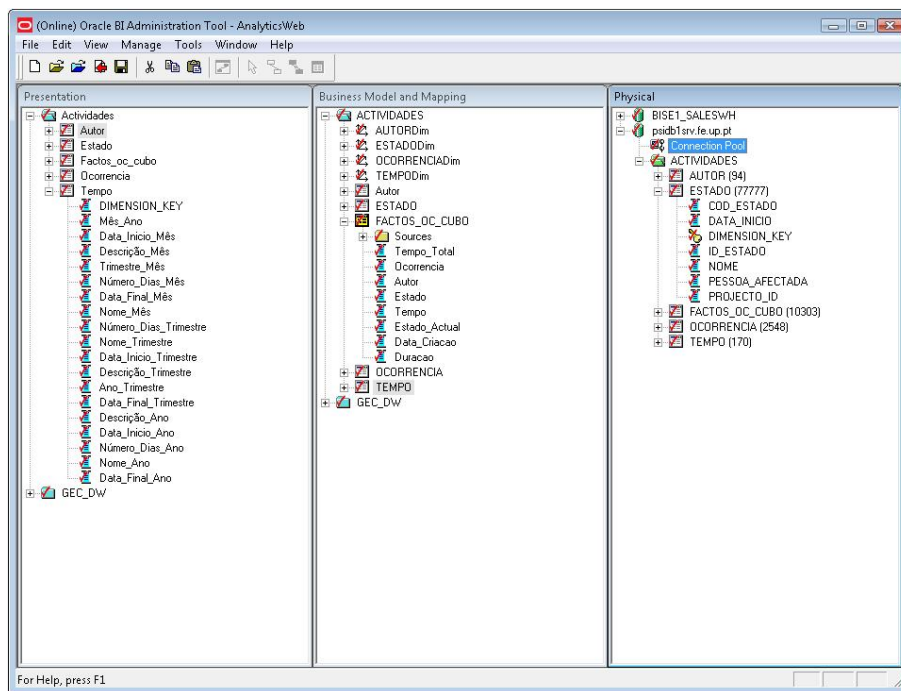 (Online) Oracle BI Administration Tool - AnalyticsWeb
File Edit View Manage Tools Window Help
Presentation
Actividades
Autor
Estado
Factos_oc_cubo
Ocorrencia
Tempo
DIMENSION_KEY
Mês_Ano
Data_Inicio_Mês
Descrição_Mês
Trimestre_Mês
Número_Dias_Mês
Data_Final_Mês
Nome_Mês
Número_Dias_Trimestre
Nome_Trimestre
Data_Inicio_Trimestre
Descrição_Trimestre
Ano_Trimestre
Data_Final_Trimestre
Descrição_Ano
Data_Inicio_Ano
Número_Dias_Ano
Nome_Ano
Data_Final_Ano
GEC_DW
Business Model and Mapping
ACTIVIDADES
AUTORDim
ESTADODim
OCORRENCIADim
TEMPODim
Autor
ESTADO
FACTOS_OC_CUBO
Sources
Tempo_Total
Ocorrencia
Autor
Estado
Tempo
Estado_Actual
Data_Criacao
Duracao
OCORRENCIA
TEMPO
GEC_DW
Physical
BISE1_SALESWH
psidb1srv.fe.up.pt
Connection Pool
ACTIVIDADES
AUTOR (94)
ESTADO (77777)
COD_ESTADO
DATA_INICIO
DIMENSION_KEY
ID_ESTADO
NOME
PESSOA_AFECTADA
PROJECTO_ID
FACTOS_OC_CUBO (10303)
OCORRENCIA (2548)
TEMPO (170)
For Help, press F1